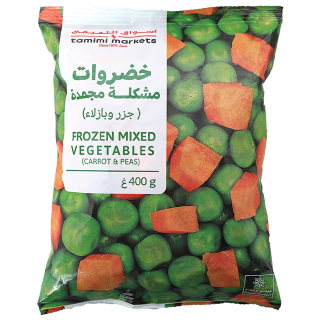 أسواق التميمي
tamimi markets
خضروات
مشكلة مجمدة
(جزر وبازلاء)
FROZEN MIXED
VEGETABLES
(CARROT & PEAS)
400 g غ